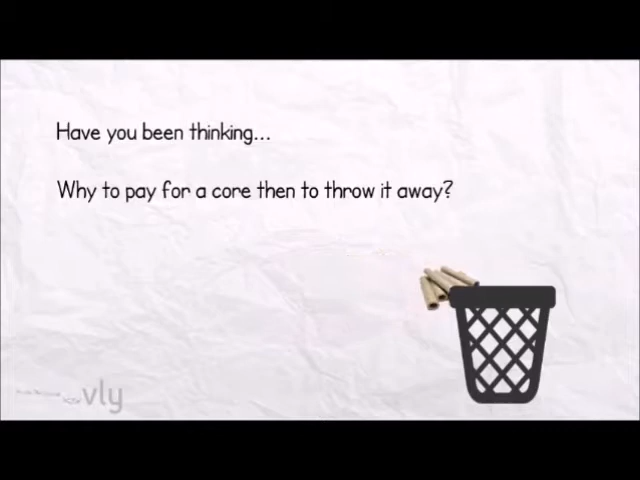 Have you been thinking...
Why to pay for a core then to throw it away?
vly